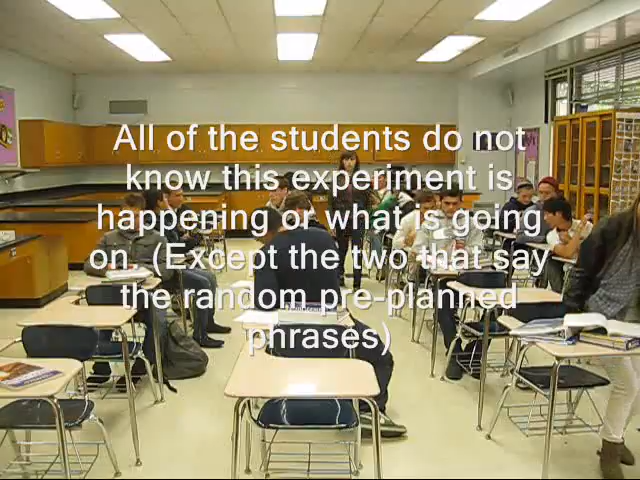 All of the students do not
know this experiment is
happening or what is going
on. (Except the two that say
the random pre-planned
phrases)